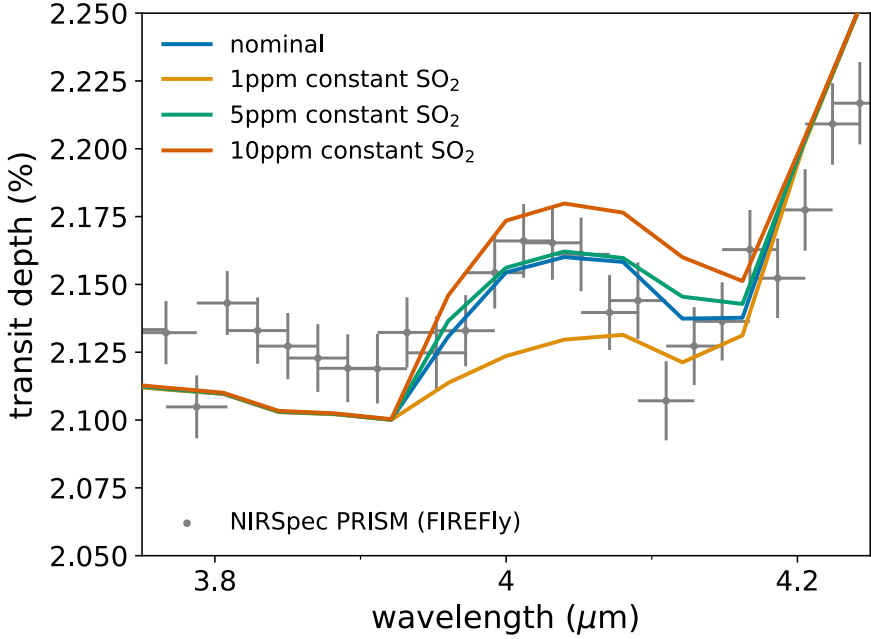 2.250
2.225
2.200
2.175
2.150
2.125
2.100
2.075
2.050
transit depth (%)
nominal
1ppm constant SO₂
5ppm constant SO₂
10ppm constant SO₂
NIRSpec PRISM (FIREFly)
3.8
4
4.2
wavelength (μm)